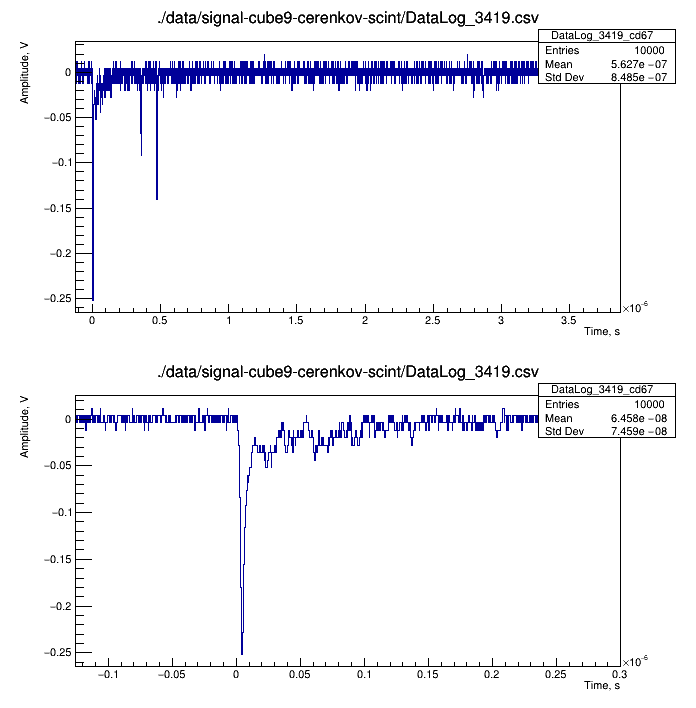 ./data/signal-cube9-cerenkov-scint/DataLog_3419.csv
DataLog_3419_cd67
Entries 10000
Mean 5.627e −07
Std Dev 8.485e −07
Amplitude, V
0
−0.05
−0.1
−0.15
−0.2
−0.25
0 0.5 1 1.5 2 2.5 3 3.5
×10−6
Time, s
./data/signal-cube9-cerenkov-scint/DataLog_3419.csv
DataLog_3419_cd67
Entries 10000
Mean 6.458e −08
Std Dev 7.459e −08
Amplitude, V
0
−0.05
−0.1
−0.15
−0.2
−0.25
−0.1 −0.05 0 0.05 0.1 0.15 0.2 0.25 0.3
×10−6
Time, s